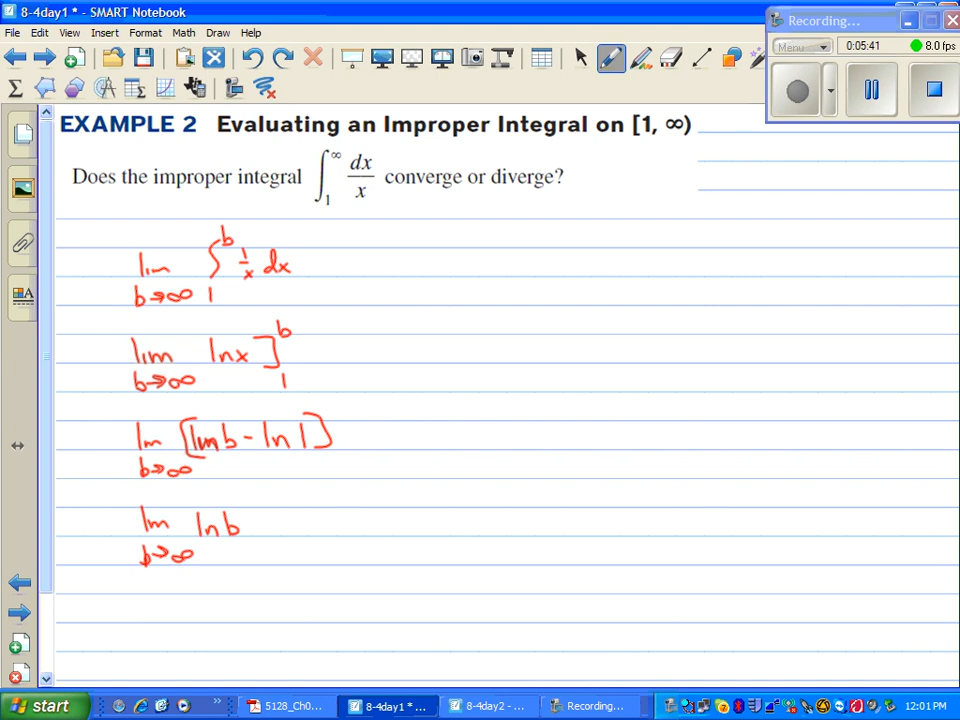 8-4day1 * - SMART Notebook
File Edit View Insert Format Math Draw Help
Recording...
Menu 0:05:41 8.0 fps
EXAMPLE 2 Evaluating an Improper Integral on [1, ∞)
Does the improper integral ∫₁^∞ dx/x converge or diverge?
lim b→∞ ∫₁^b 1/x dx
lim b→∞ lnx ]₁^b
lim b→∞ [lnb - ln 1]
lim b→∞ lnb
start 5128_Ch0... 8-4day1 *... 8-4day2 - ... Recording... 12:01 PM